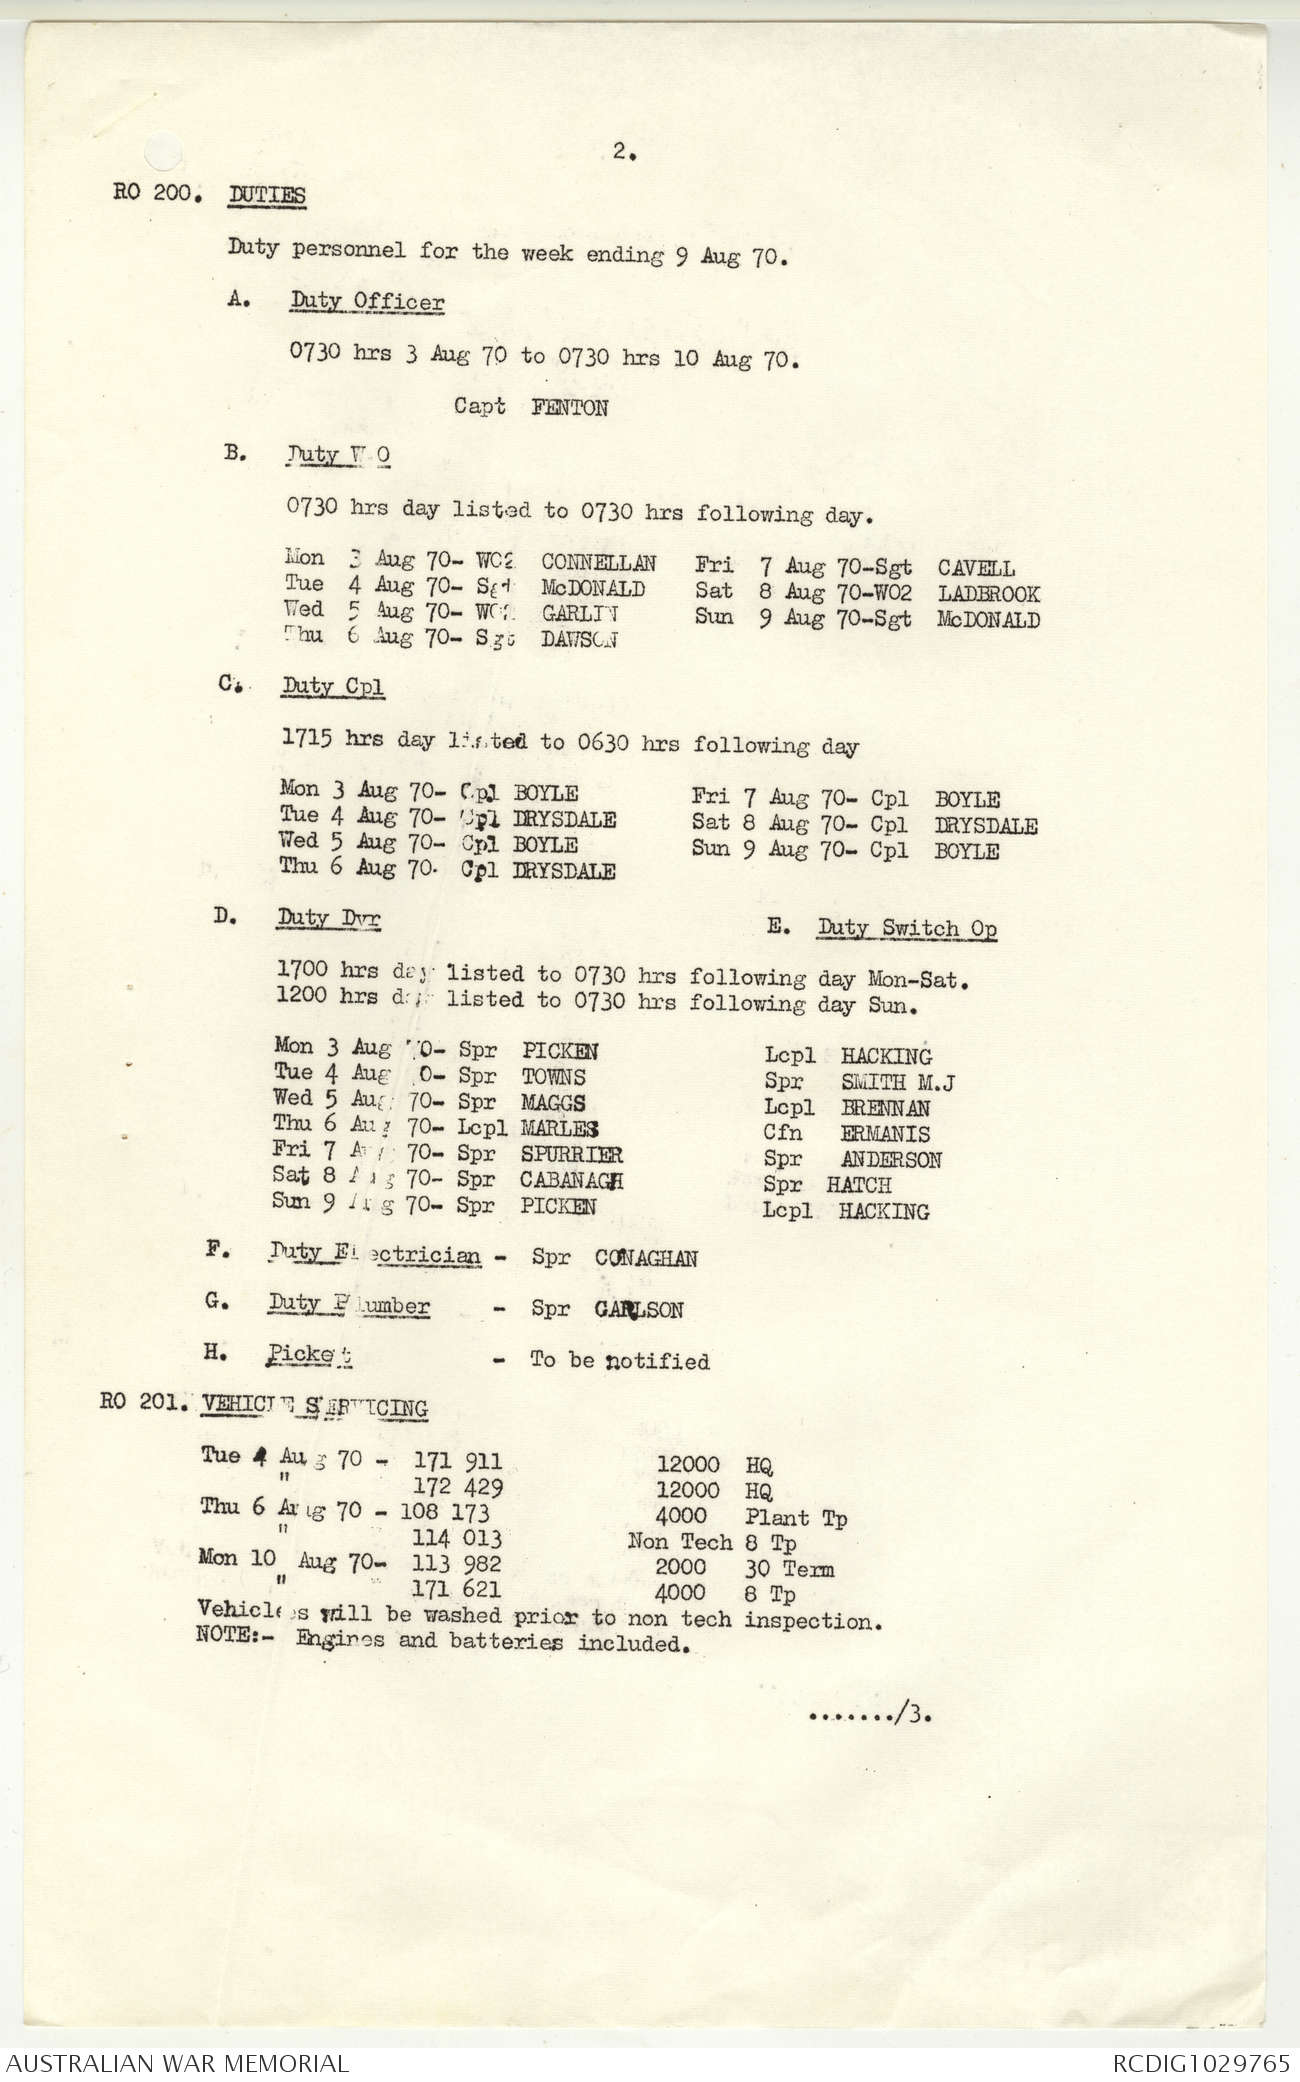 2.
RO 200. DUTIES
Duty personnel for the week ending 9 Aug 70.
A. Duty Officer
0730 hrs 3 Aug 70 to 0730 hrs 10 Aug 70.
Capt FENTON
B. Duty W.O
0730 hrs day listed to 0730 hrs following day.
Mon 3 Aug 70- WO2 CONNELLAN Fri 7 Aug 70-Sgt CAVELL
Tue 4 Aug 70- Sgt McDONALD Sat 8 Aug 70-WO2 LADBROOK
Wed 5 Aug 70- WO2 GARLIN Sun 9 Aug 70-Sgt McDONALD
Thu 6 Aug 70- Sgt DAWSON
C. Duty Cpl
1715 hrs day listed to 0630 hrs following day
Mon 3 Aug 70- Cpl BOYLE Fri 7 Aug 70- Cpl BOYLE
Tue 4 Aug 70- Cpl DRYSDALE Sat 8 Aug 70- Cpl DRYSDALE
Wed 5 Aug 70- Cpl BOYLE Sun 9 Aug 70- Cpl BOYLE
Thu 6 Aug 70- Cpl DRYSDALE
D. Duty Dvr E. Duty Switch Op
1700 hrs day listed to 0730 hrs following day Mon-Sat.
1200 hrs day listed to 0730 hrs following day Sun.
Mon 3 Aug 70- Spr PICKEN Lcpl HACKING
Tue 4 Aug 70- Spr TOWNS Spr SMITH M.J
Wed 5 Aug 70- Spr MAGGS Lcpl BRENNAN
Thu 6 Aug 70- Lcpl MARLES Cfn ERMANIS
Fri 7 Aug 70- Spr SPURRIER Spr ANDERSON
Sat 8 Aug 70- Spr CABANAGH Spr HATCH
Sun 9 Aug 70- Spr PICKEN Lcpl HACKING
F. Duty Electrician - Spr CONAGHAN
G. Duty Plumber - Spr CARLSON
H. Picket - To be notified
RO 201. VEHICLE SERVICING
Tue 4 Aug 70 - 171 911 12000 HQ
" 172 429 12000 HQ
Thu 6 Aug 70 - 108 173 4000 Plant Tp
" 114 013 Non Tech 8 Tp
Mon 10 Aug 70- 113 982 2000 30 Term
" 171 621 4000 8 Tp
Vehicles will be washed prior to non tech inspection.
NOTE:- Engines and batteries included.
......./3.
AUSTRALIAN WAR MEMORIAL RCDIG1029765